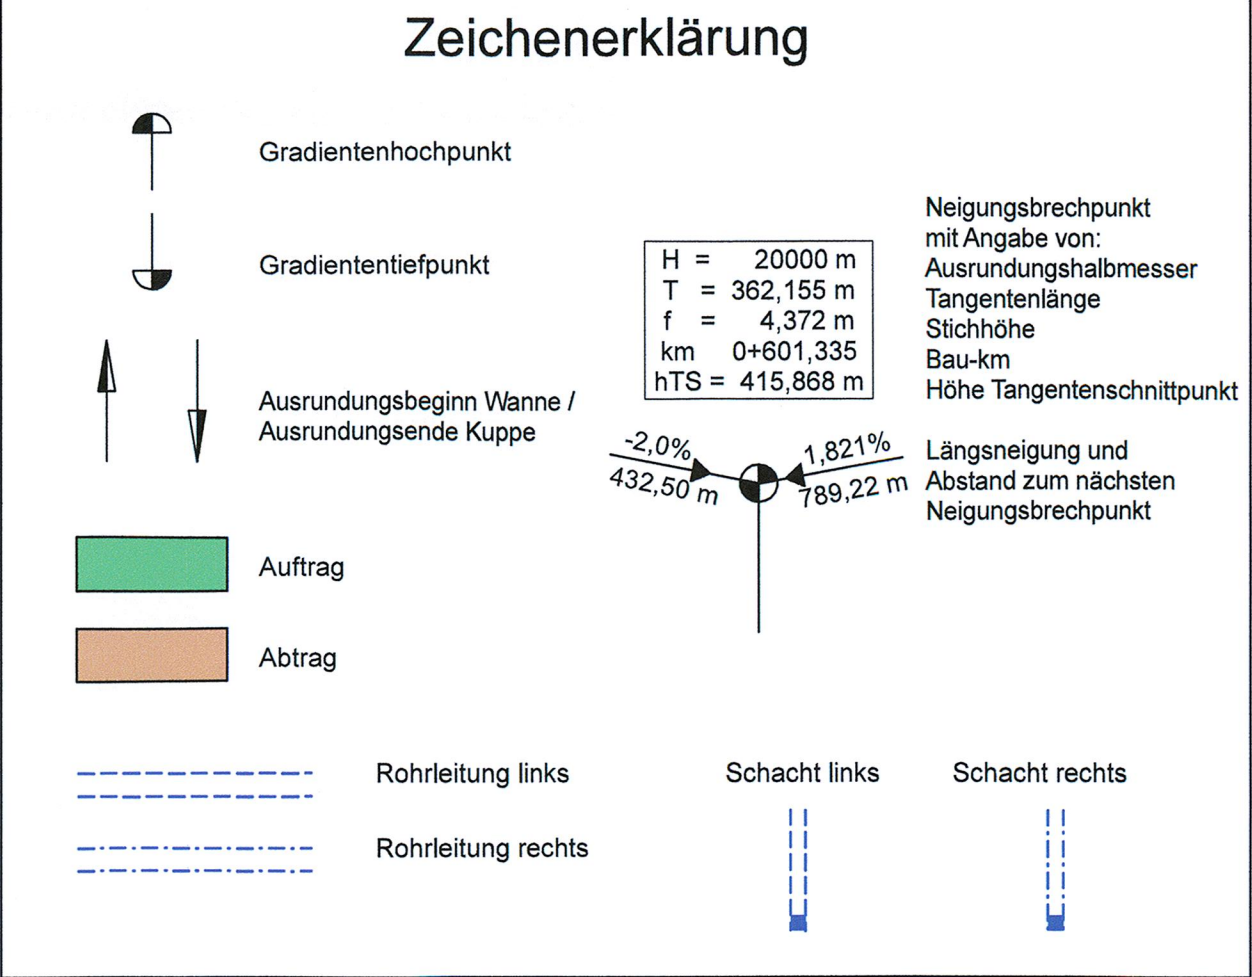 Zeichenerklärung
Gradientenhochpunkt
Gradiententiefpunkt
Ausrundungsbeginn Wanne /
Ausrundungsende Kuppe
Auftrag
Abtrag
H = 20000 m
T = 362,155 m
f = 4,372 m
km 0+601,335
hTS = 415,868 m
Neigungsbrechpunkt
mit Angabe von:
Ausrundungshalbmesser
Tangentenlänge
Stichhöhe
Bau-km
Höhe Tangentenschnittpunkt
-2,0%
432,50 m
1,821%
789,22 m
Längsneigung und
Abstand zum nächsten
Neigungsbrechpunkt
Rohrleitung links
Rohrleitung rechts
Schacht links
Schacht rechts